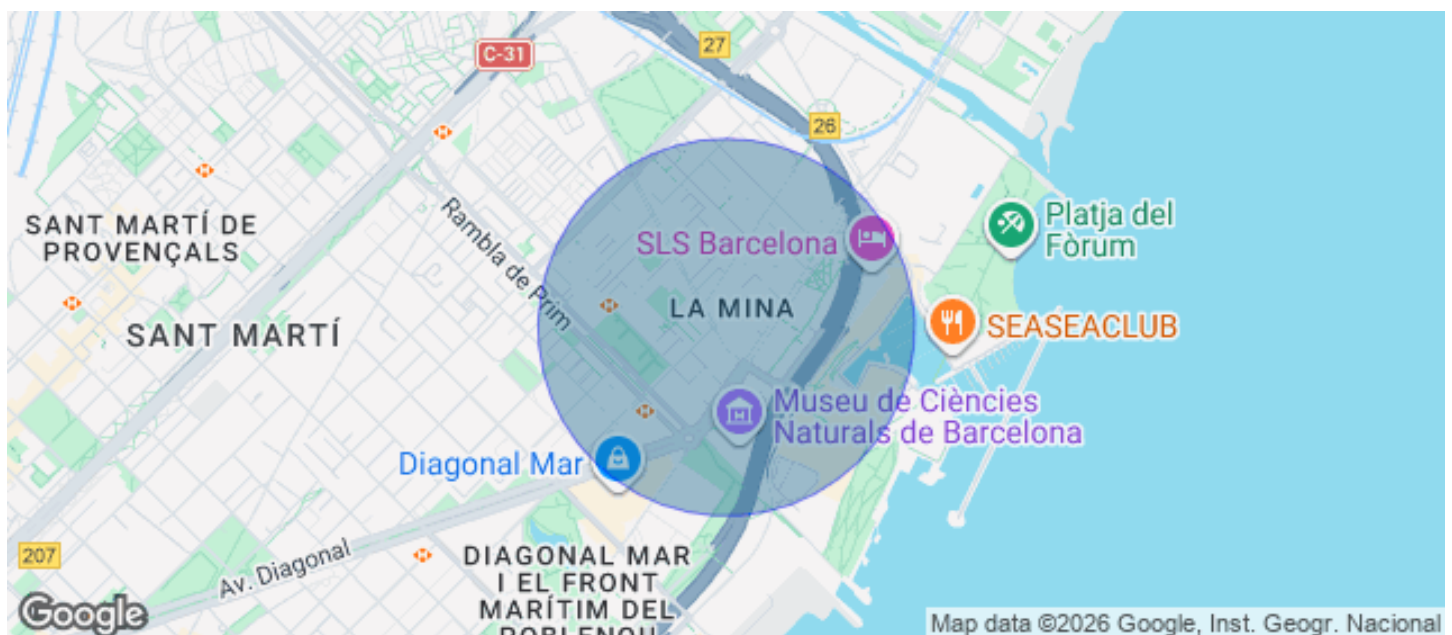 C-31
27
26
SANT MARTÍ DE
PROVENÇALS
Rambla de Prim
Platja del
Fòrum
SLS Barcelona
LA MINA
SANT MARTÍ
SEASEACLUB
Museu de Ciències
Naturals de Barcelona
Diagonal Mar
207
Av. Diagonal
DIAGONAL MAR
I EL FRONT
MARÍTIM DEL
POBLENOU
Google
Map data ©2026 Google, Inst. Geogr. Nacional